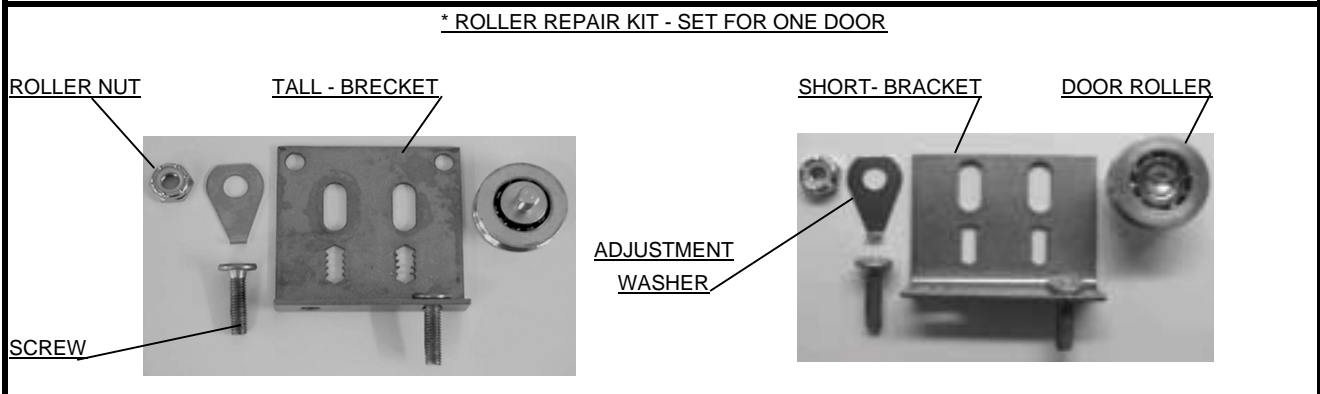 * ROLLER REPAIR KIT - SET FOR ONE DOOR
ROLLER NUT
TALL - BRECKET
SHORT- BRACKET
DOOR ROLLER
ADJUSTMENT
WASHER
SCREW